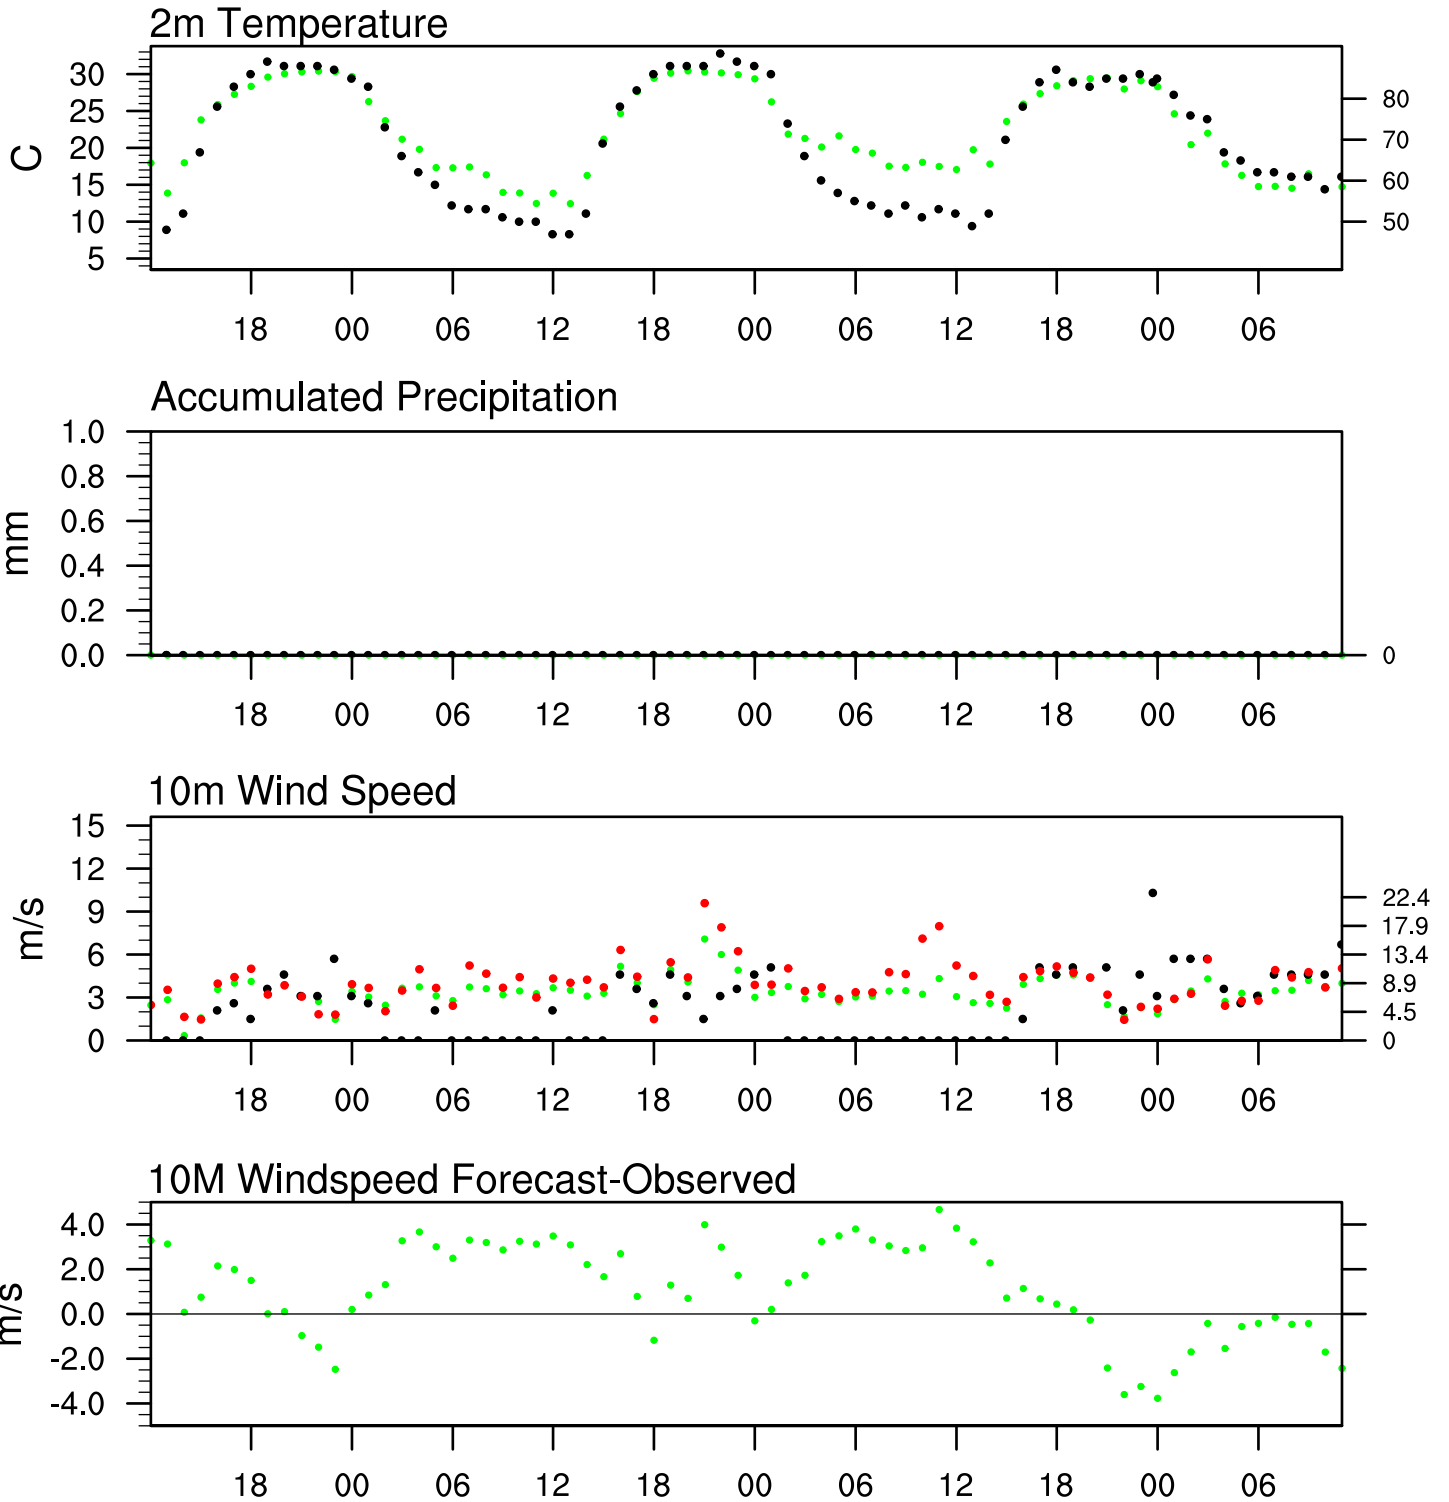 2m Temperature
30
25
20
15
10
5
C
80
70
60
50
18 00 06 12 18 00 06 12 18 00 06
Accumulated Precipitation
1.0
0.8
0.6
0.4
0.2
0.0
mm
0
18 00 06 12 18 00 06 12 18 00 06
10m Wind Speed
15
12
9
6
3
0
m/s
22.4
17.9
13.4
8.9
4.5
0
18 00 06 12 18 00 06 12 18 00 06
10M Windspeed Forecast-Observed
4.0
2.0
0.0
-2.0
-4.0
m/s
18 00 06 12 18 00 06 12 18 00 06